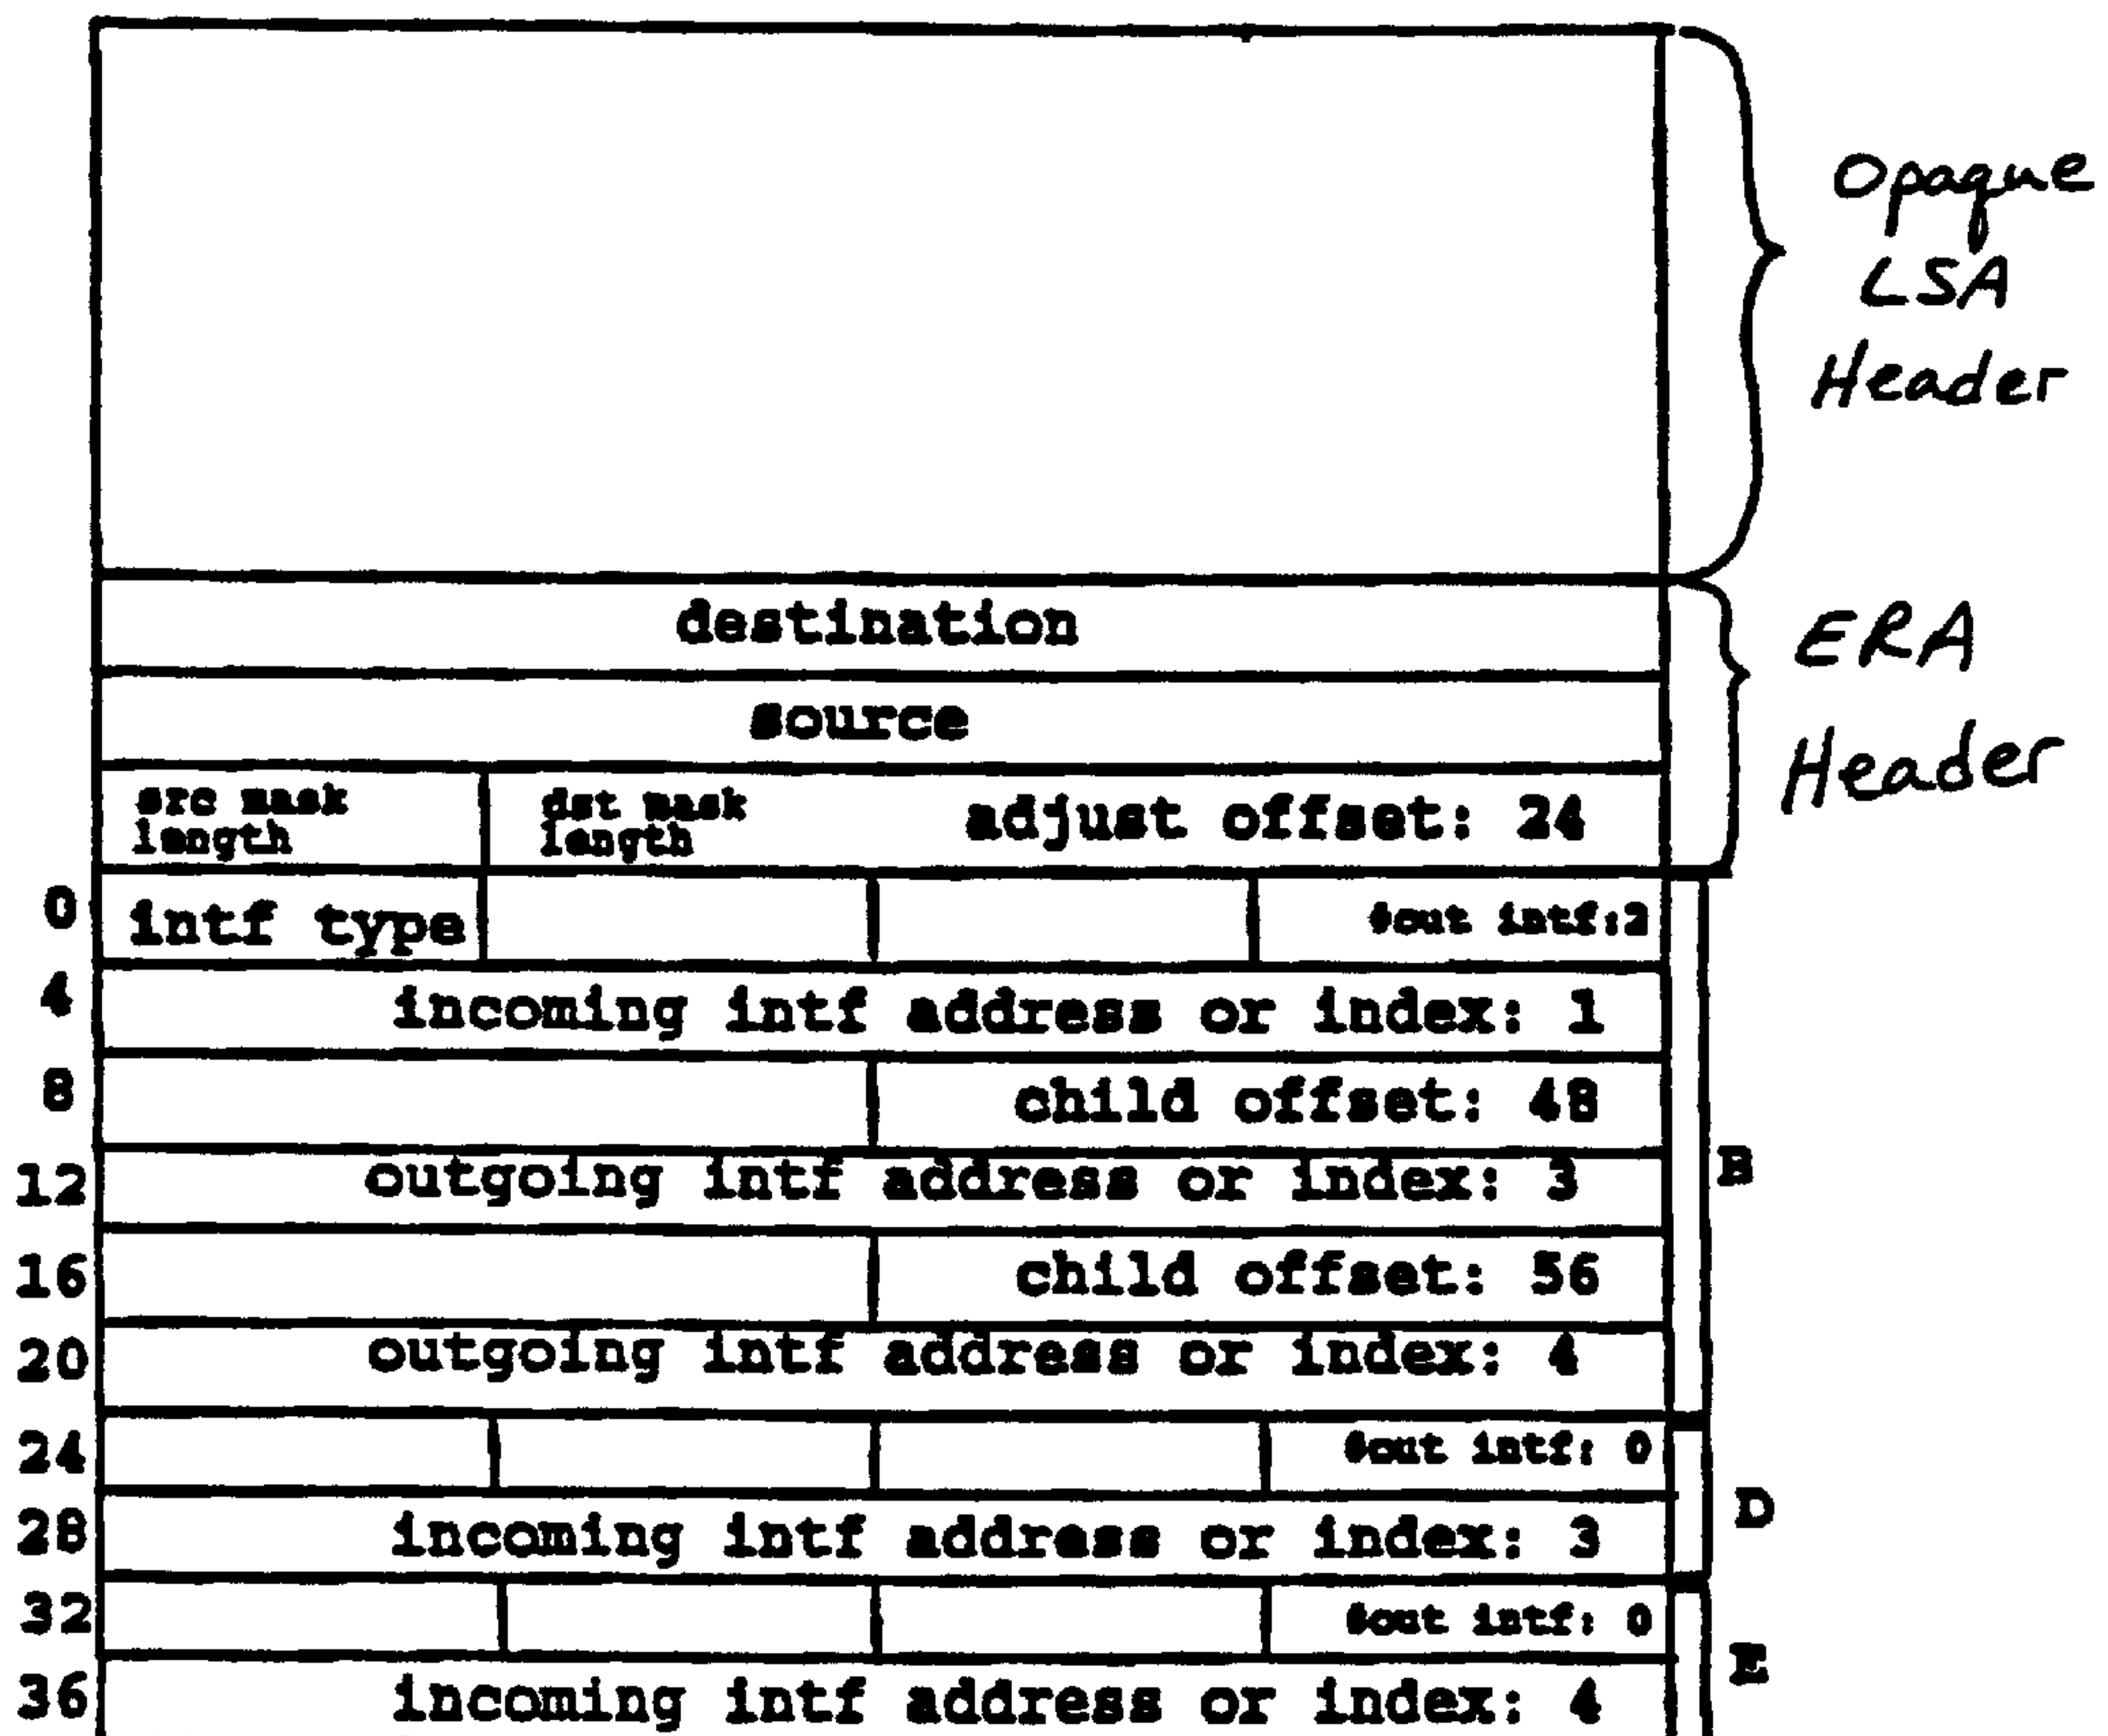 Opaque
LSA
Header
destination
ERA
source
Header
src mask
length
dst mask
length
adjust offset: 24
0
intf type
#out intf:2
4
incoming intf address or index: 1
8
child offset: 48
B
12
outgoing intf address or index: 3
16
child offset: 56
20
outgoing intf address or index: 4
24
#out intf: 0
D
28
incoming intf address or index: 3
32
#out intf: 0
E
36
incoming intf address or index: 4